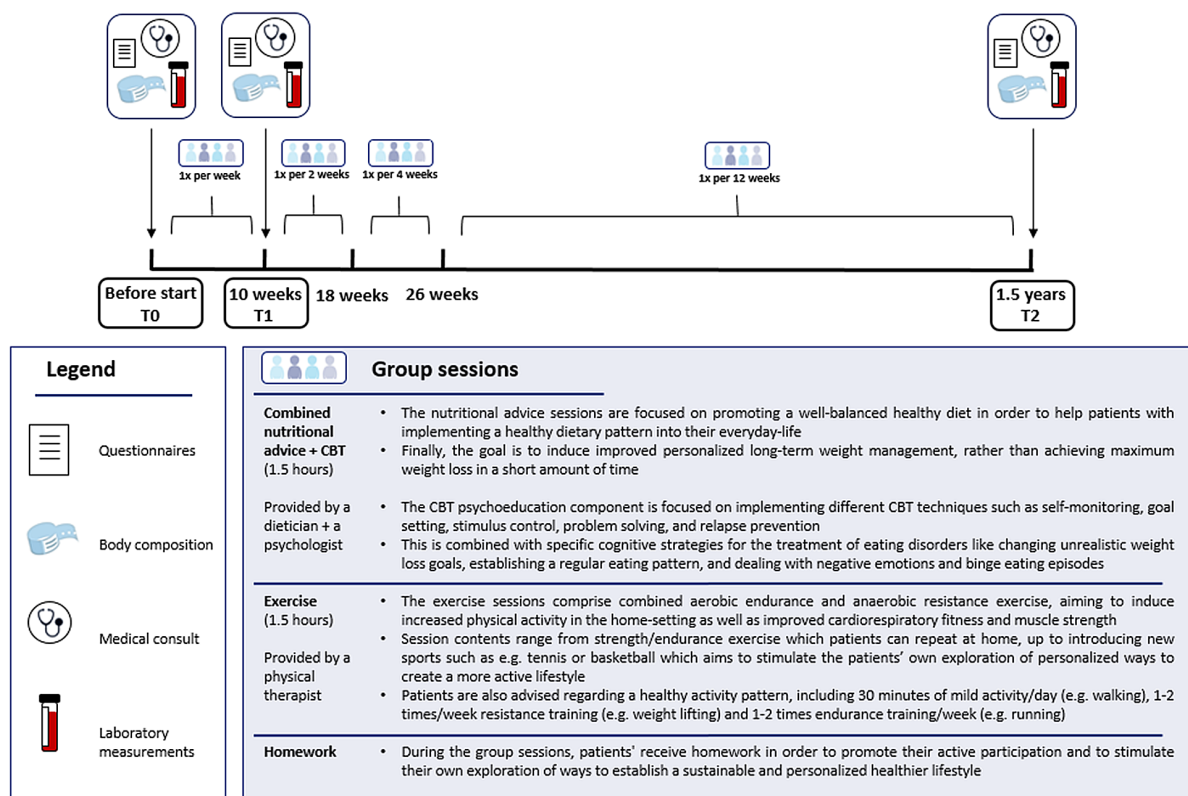 1x per week
1x per 2 weeks
1x per 4 weeks
1x per 12 weeks
Before start
T0
10 weeks
T1
18 weeks
26 weeks
1.5 years
T2
Legend
Questionnaires
Body composition
Medical consult
Laboratory
measurements
Group sessions
Combined
nutritional
advice + CBT
(1.5 hours)
Provided by a
dietician + a
psychologist
• The nutritional advice sessions are focused on promoting a well-balanced healthy diet in order to help patients with
implementing a healthy dietary pattern into their everyday-life
• Finally, the goal is to induce improved personalized long-term weight management, rather than achieving maximum
weight loss in a short amount of time
• The CBT psychoeducation component is focused on implementing different CBT techniques such as self-monitoring, goal
setting, stimulus control, problem solving, and relapse prevention
• This is combined with specific cognitive strategies for the treatment of eating disorders like changing unrealistic weight
loss goals, establishing a regular eating pattern, and dealing with negative emotions and binge eating episodes
Exercise
(1.5 hours)
Provided by a
physical
therapist
• The exercise sessions comprise combined aerobic endurance and anaerobic resistance exercise, aiming to induce
increased physical activity in the home-setting as well as improved cardiorespiratory fitness and muscle strength
• Session contents range from strength/endurance exercise which patients can repeat at home, up to introducing new
sports such as e.g. tennis or basketball which aims to stimulate the patients' own exploration of personalized ways to
create a more active lifestyle
• Patients are also advised regarding a healthy activity pattern, including 30 minutes of mild activity/day (e.g. walking), 1-2
times/week resistance training (e.g. weight lifting) and 1-2 times endurance training/week (e.g. running)
Homework
• During the group sessions, patients' receive homework in order to promote their active participation and to stimulate
their own exploration of ways to establish a sustainable and personalized healthier lifestyle